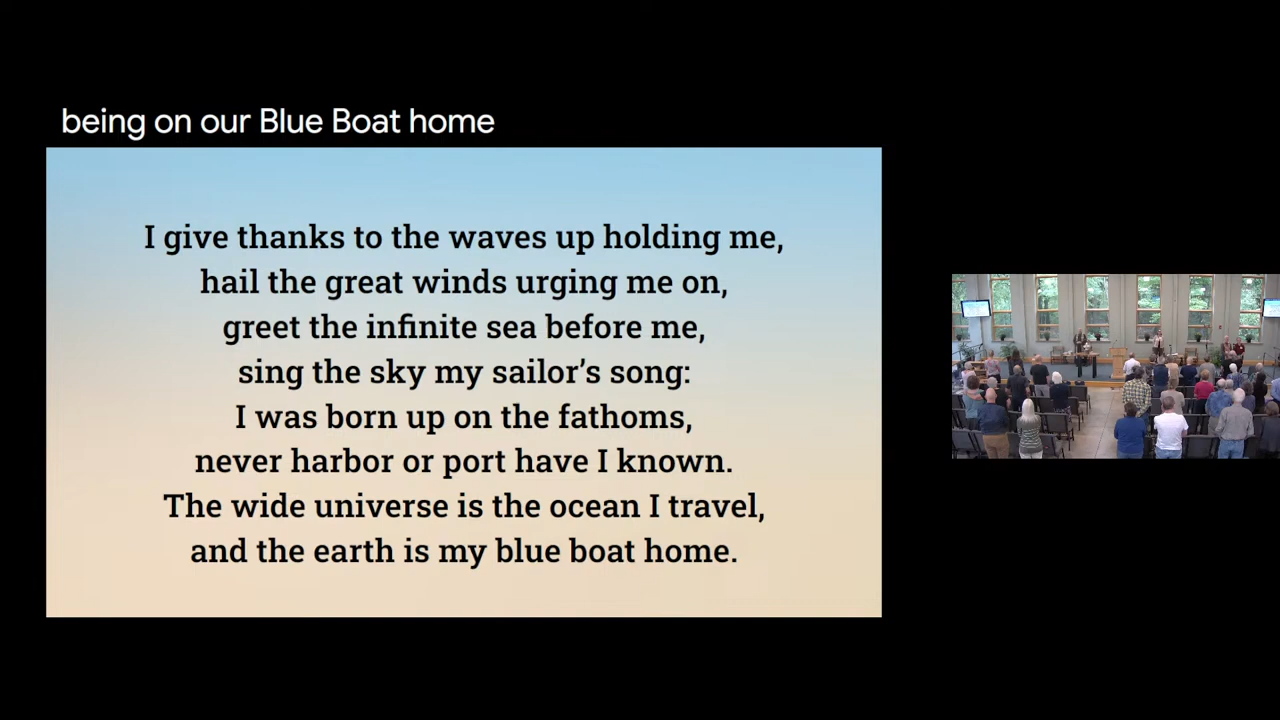 being on our Blue Boat home
I give thanks to the waves up holding me,
hail the great winds urging me on,
greet the infinite sea before me,
sing the sky my sailor’s song:
I was born up on the fathoms,
never harbor or port have I known.
The wide universe is the ocean I travel,
and the earth is my blue boat home.